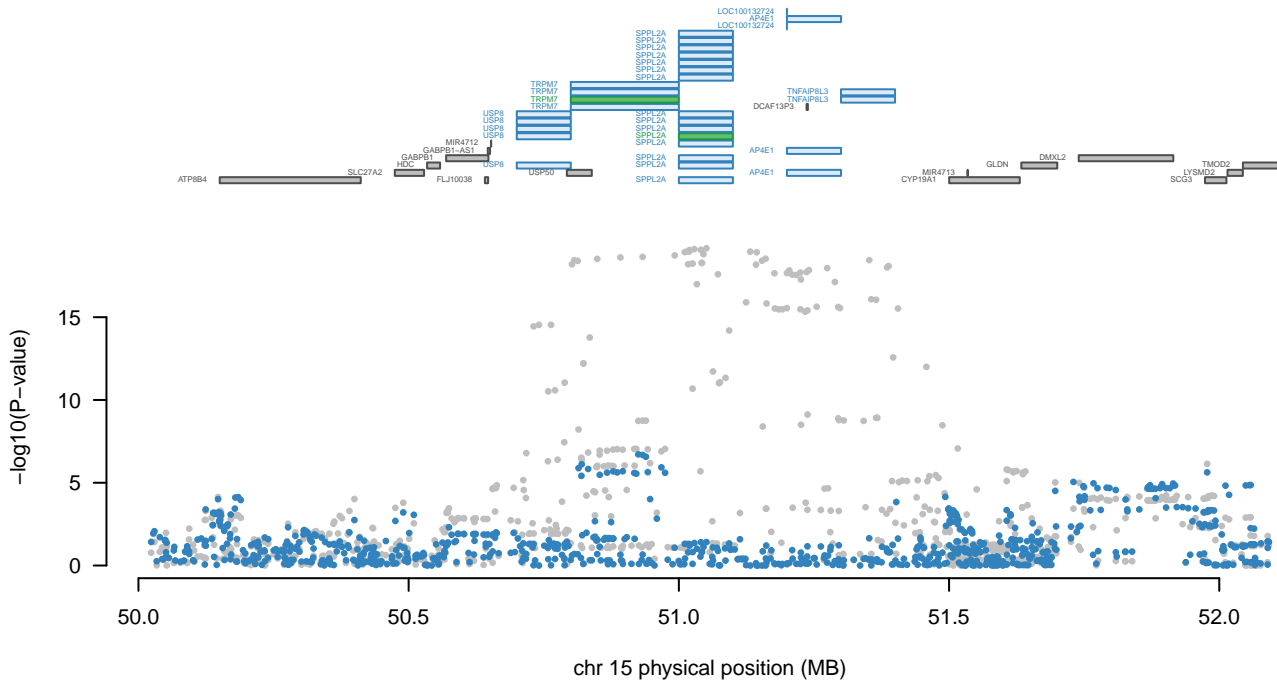 LOC100132724
AP4E1
LOC100132724
SPPL2A
SPPL2A
SPPL2A
SPPL2A
SPPL2A
SPPL2A
SPPL2A
TRPM7
TRPM7 TNFAIP8L3
TRPM7 TNFAIP8L3
TRPM7 DCAF13P3
USP8 SPPL2A
USP8 SPPL2A
USP8 SPPL2A
USP8 SPPL2A
MIR4712 SPPL2A
GABPB1−AS1 AP4E1
GABPB1 SPPL2A DMXL2
HDC USP8 SPPL2A GLDN TMOD2
SLC27A2 USP50 AP4E1 MIR4713 LYSMD2
ATP8B4 FLJ10038 SPPL2A CYP19A1 SCG3
−log10(P−value)
15
10
5
0
50.0 50.5 51.0 51.5 52.0
chr 15 physical position (MB)